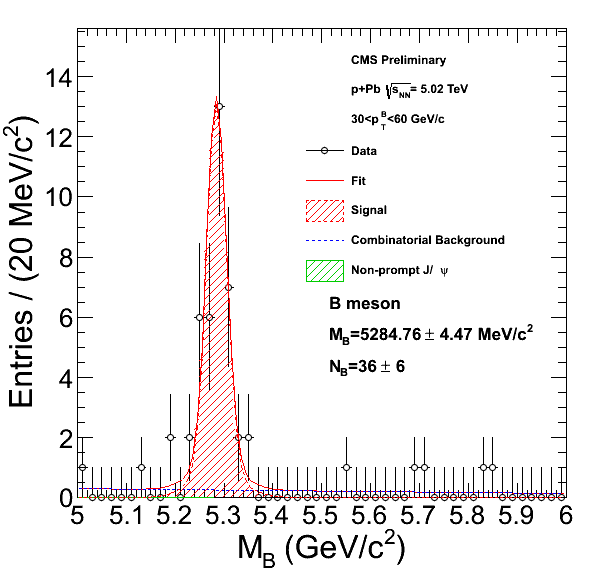 CMS Preliminary
p+Pb √sNN= 5.02 TeV
30<pTB<60 GeV/c
Data
Fit
Signal
Combinatorial Background
Non-prompt J/ ψ
B meson
MB=5284.76 ± 4.47 MeV/c2
NB=36 ± 6
Entries / (20 MeV/c2)
14
12
10
8
6
4
2
0
5 5.1 5.2 5.3 5.4 5.5 5.6 5.7 5.8 5.9 6
MB (GeV/c2)